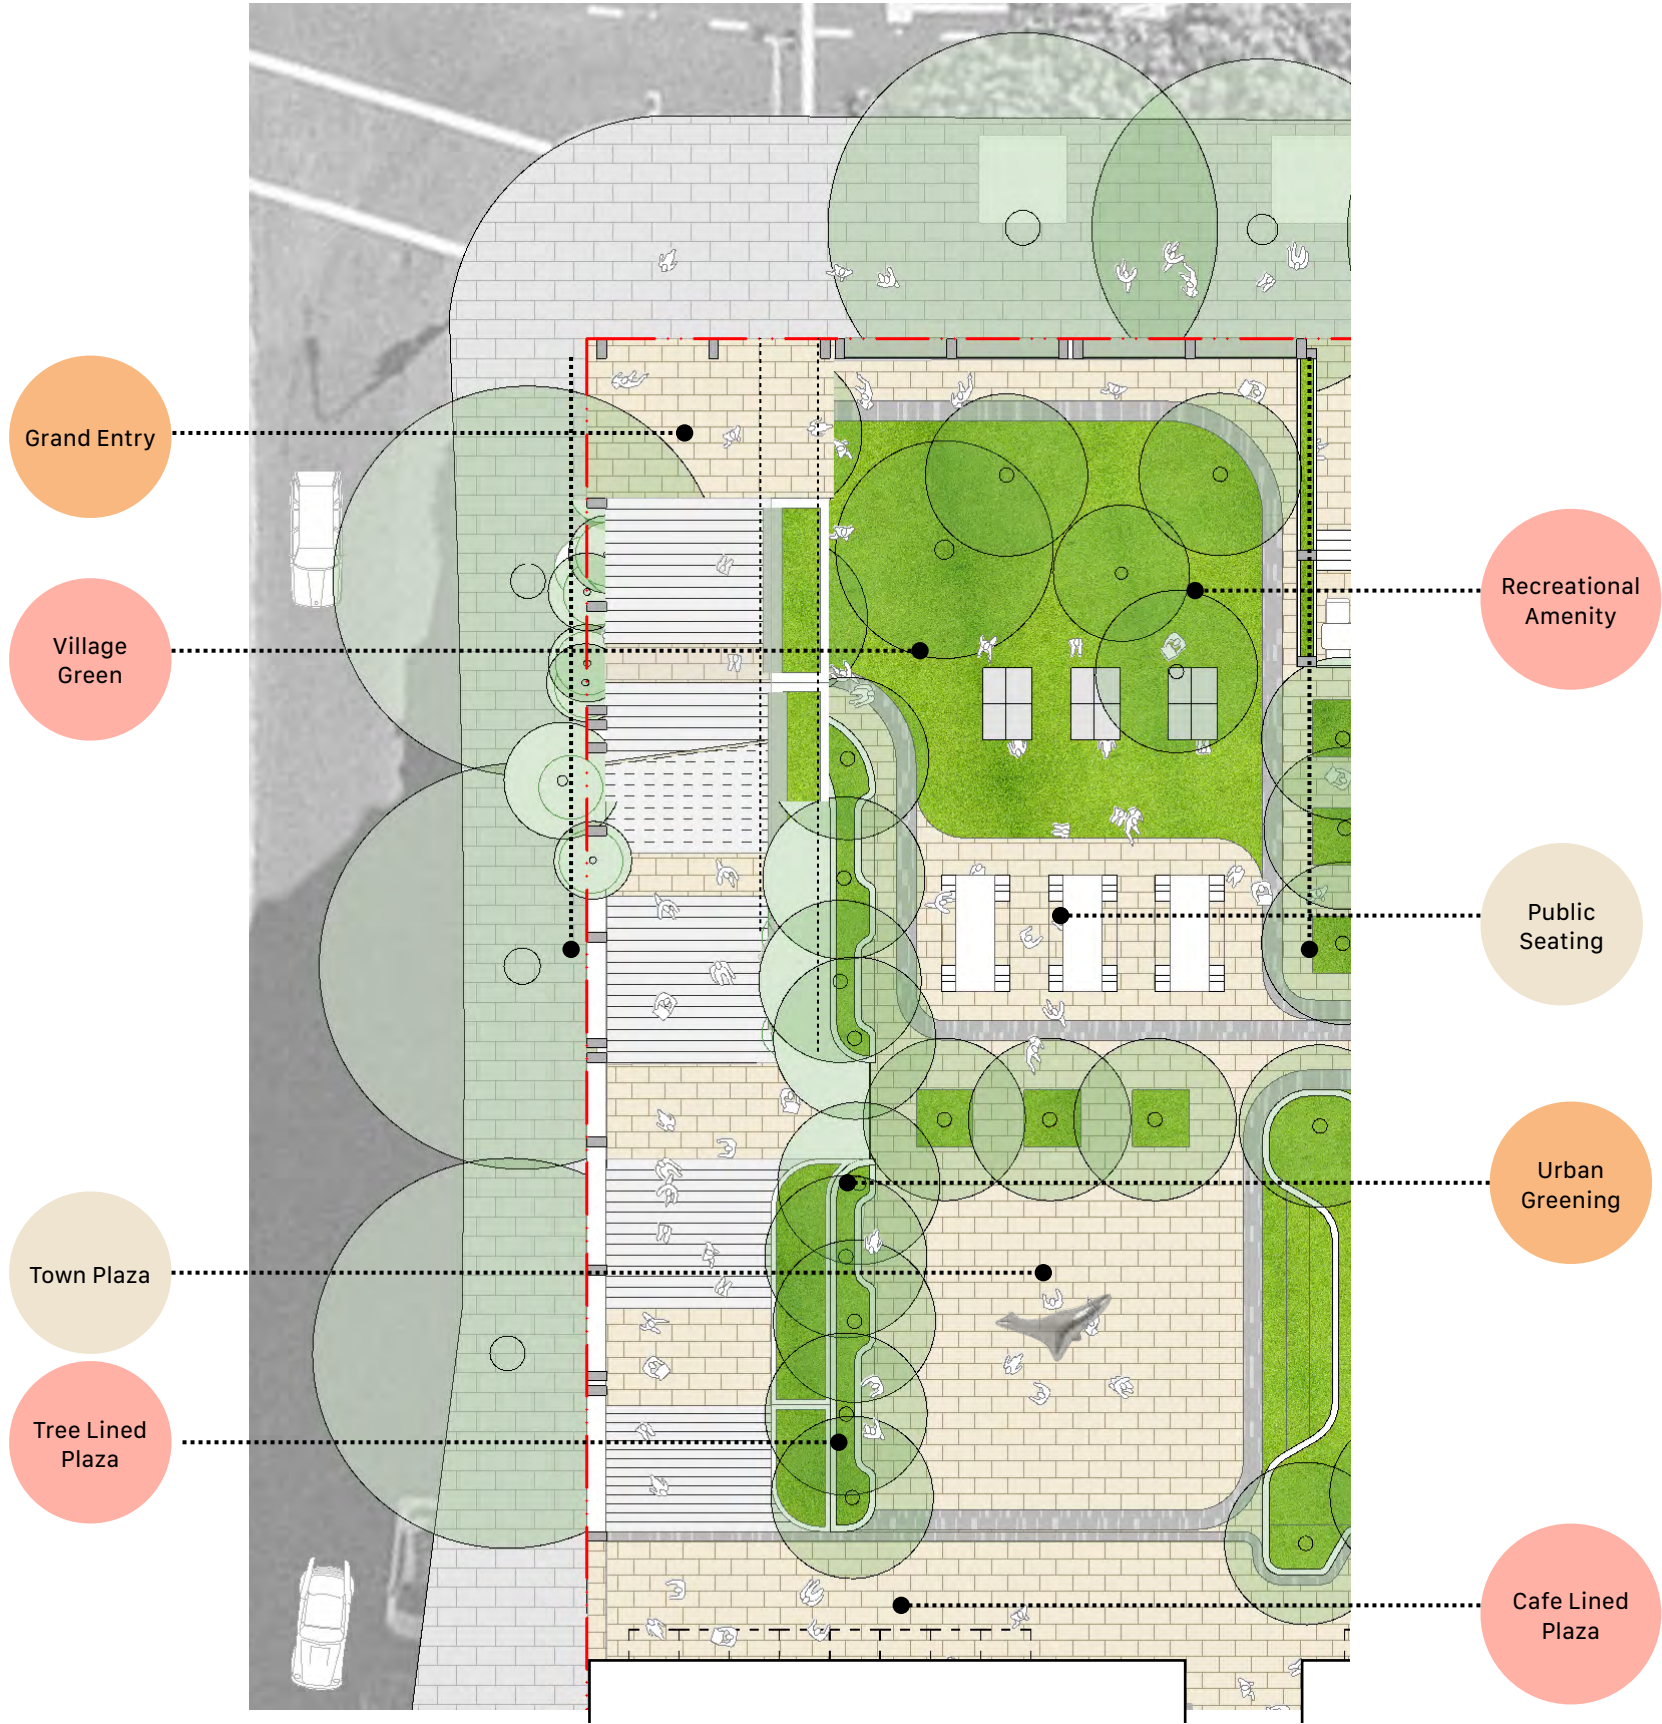 Grand Entry
Village
Green
Town Plaza
Tree Lined
Plaza
Recreational
Amenity
Public
Seating
Urban
Greening
Cafe Lined
Plaza